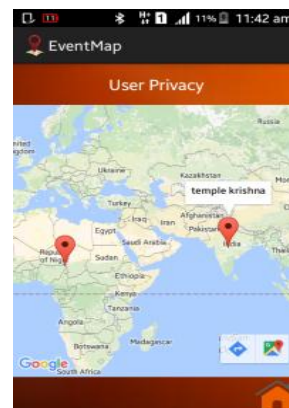 11% 11:42 am
EventMap
User Privacy
Russia
Ukraine
Kazakhstan
temple krishna
Turkey
Iraq
Iran
Afghanistan
Pakistan
Egypt
Saudi Arabia
India
Sudan
Ethiopia
Kenya
Tanzania
Angola
Botswana
Madagascar
Google
South Africa